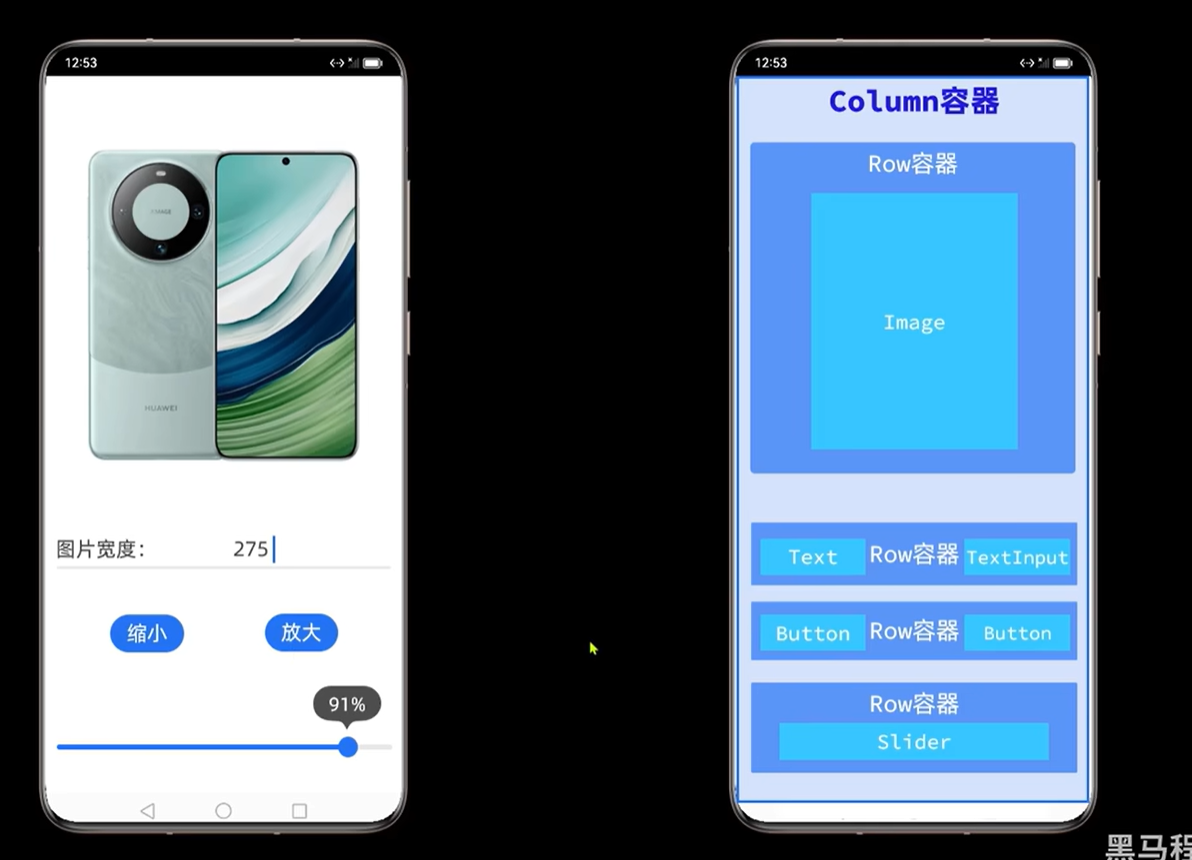 12:53
XMAGE
HUAWEI
图片宽度:
275
缩小
放大
91%
12:53
Column容器
Row容器
Image
Text Row容器 TextInput
Button Row容器 Button
Row容器
Slider
黑马程